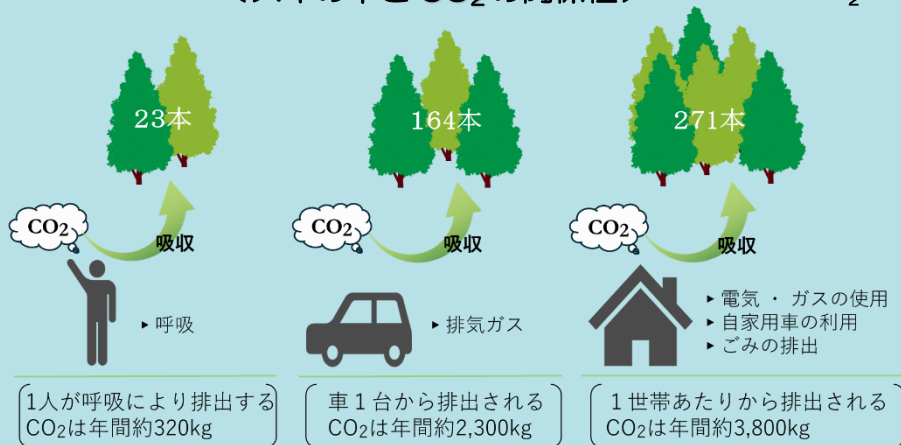 23本
164本
271本
CO₂
吸収
CO₂
吸収
CO₂
吸収
▸ 呼吸
▸ 排気ガス
▸ 電気 ・ ガスの使用
▸ 自家用車の利用
▸ ごみの排出
1人が呼吸により排出する
CO₂は年間約320kg
車1台から排出される
CO₂は年間約2,300kg
1世帯あたりから排出される
CO₂は年間約3,800kg